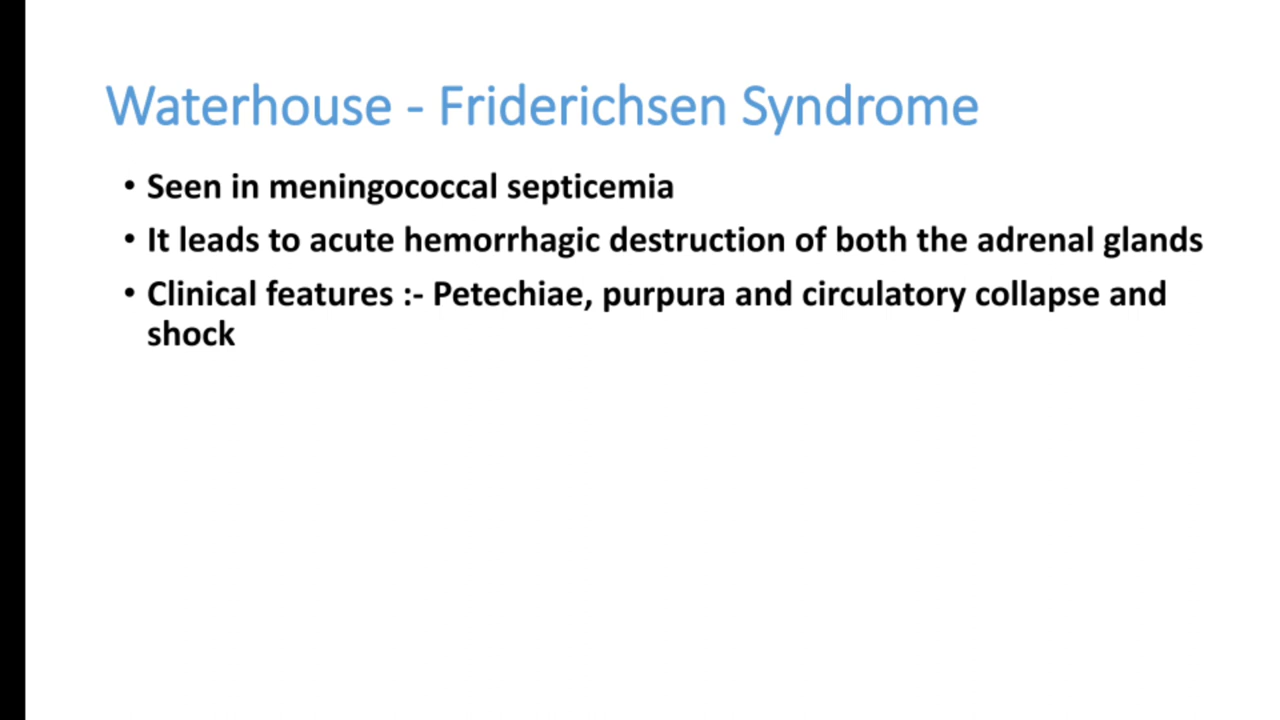 Waterhouse - Friderichsen Syndrome
• Seen in meningococcal septicemia
• It leads to acute hemorrhagic destruction of both the adrenal glands
• Clinical features :- Petechiae, purpura and circulatory collapse and
shock